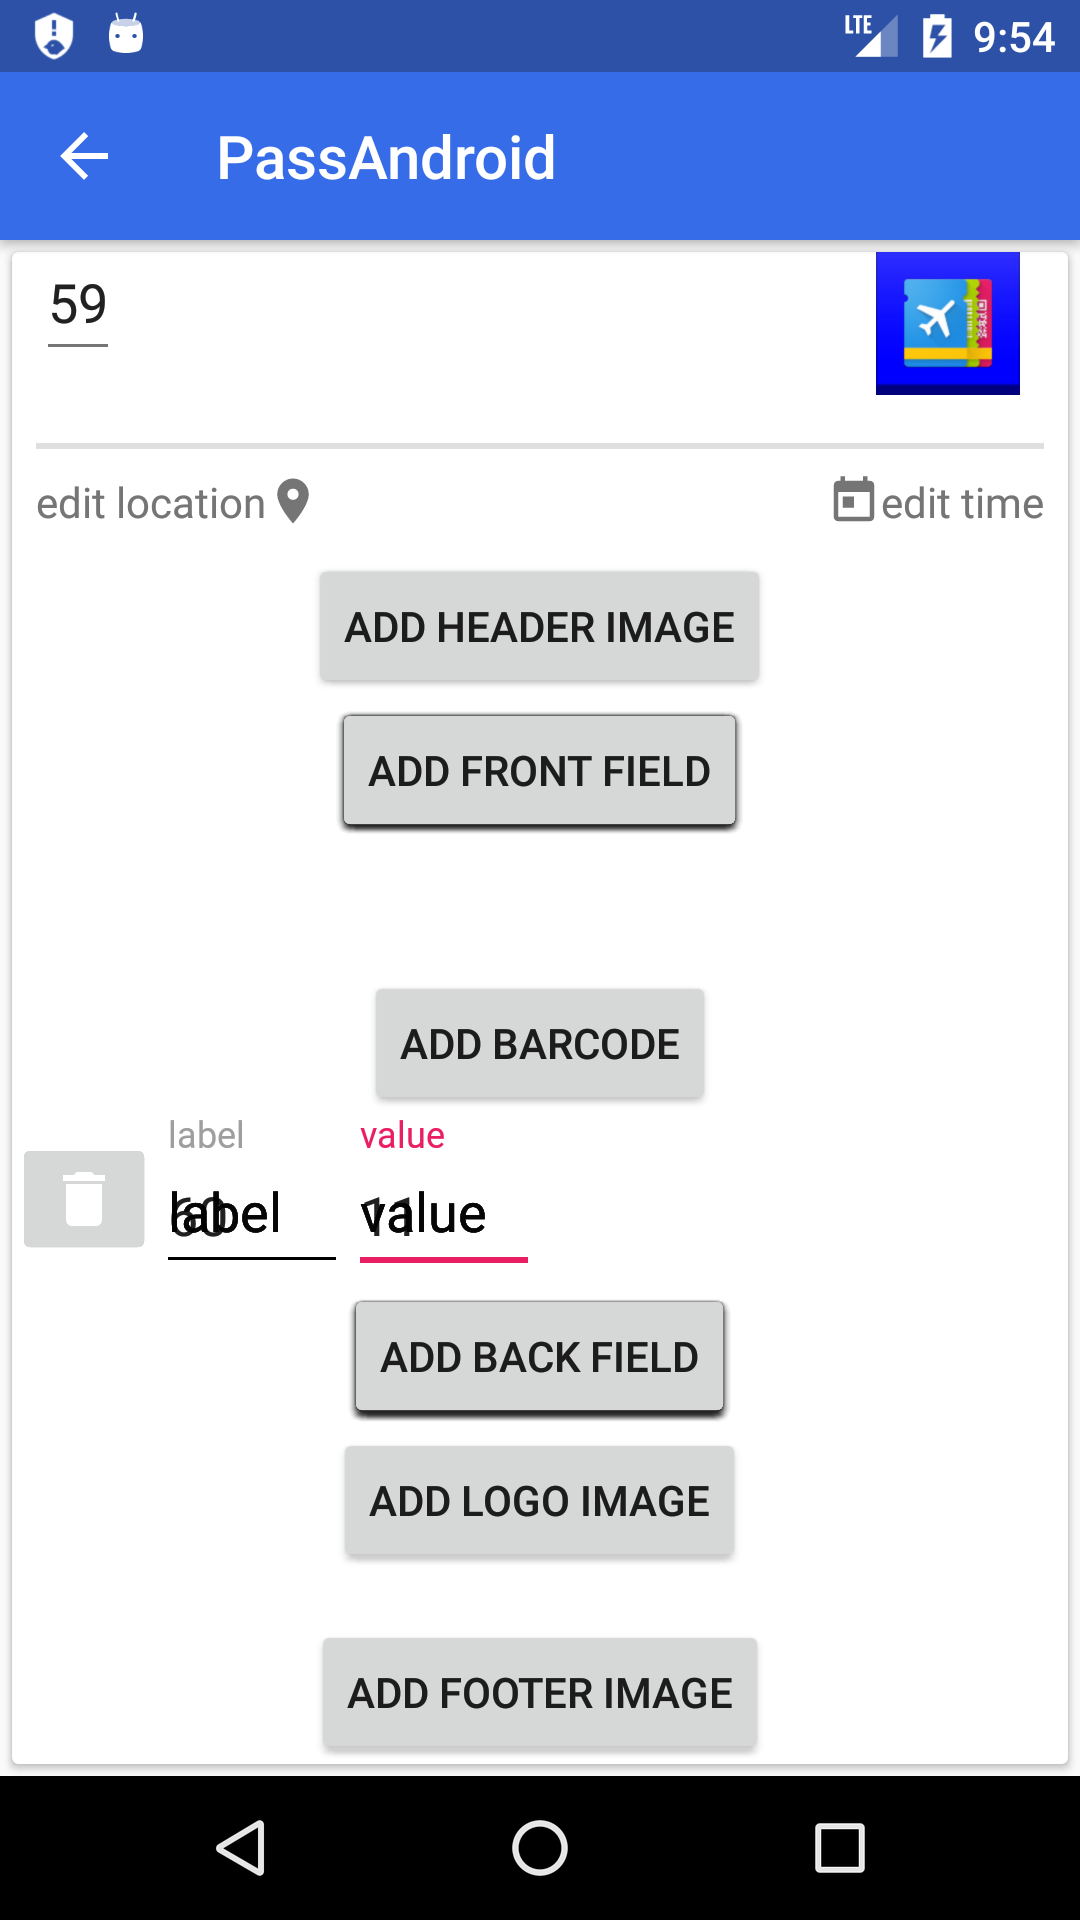 LTE 9:54
PassAndroid
59
edit location edit time
ADD HEADER IMAGE
ADD FRONT FIELD
ADD BARCODE
label value
label value
60 11
ADD BACK FIELD
ADD LOGO IMAGE
ADD FOOTER IMAGE